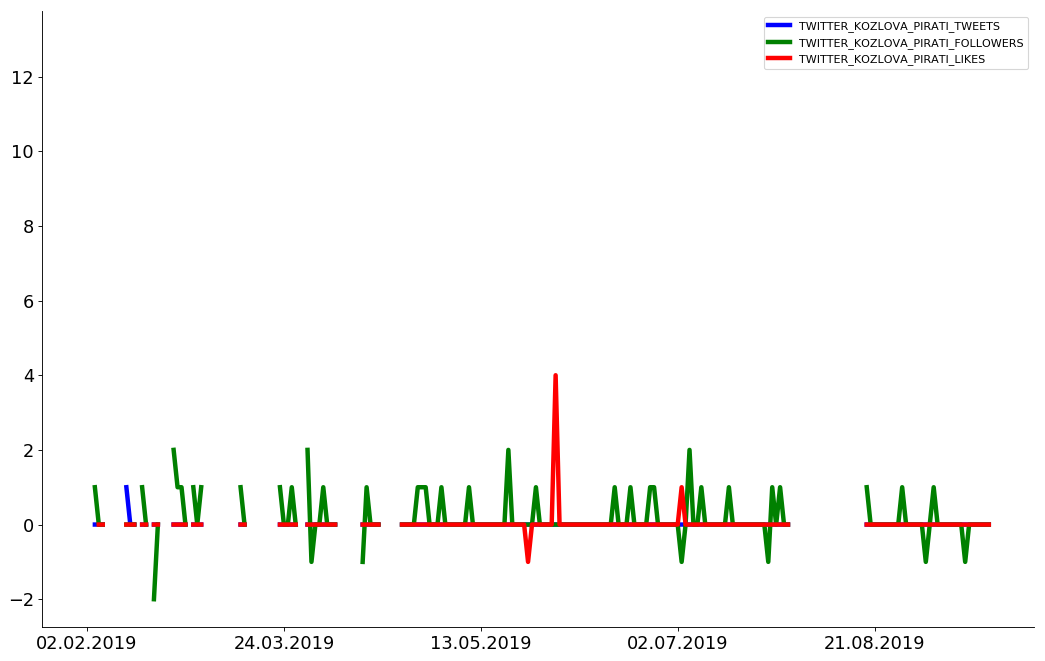 TWITTER_KOZLOVA_PIRATI_TWEETS
TWITTER_KOZLOVA_PIRATI_FOLLOWERS
TWITTER_KOZLOVA_PIRATI_LIKES
12
10
8
6
4
2
0
−2
02.02.2019 24.03.2019 13.05.2019 02.07.2019 21.08.2019